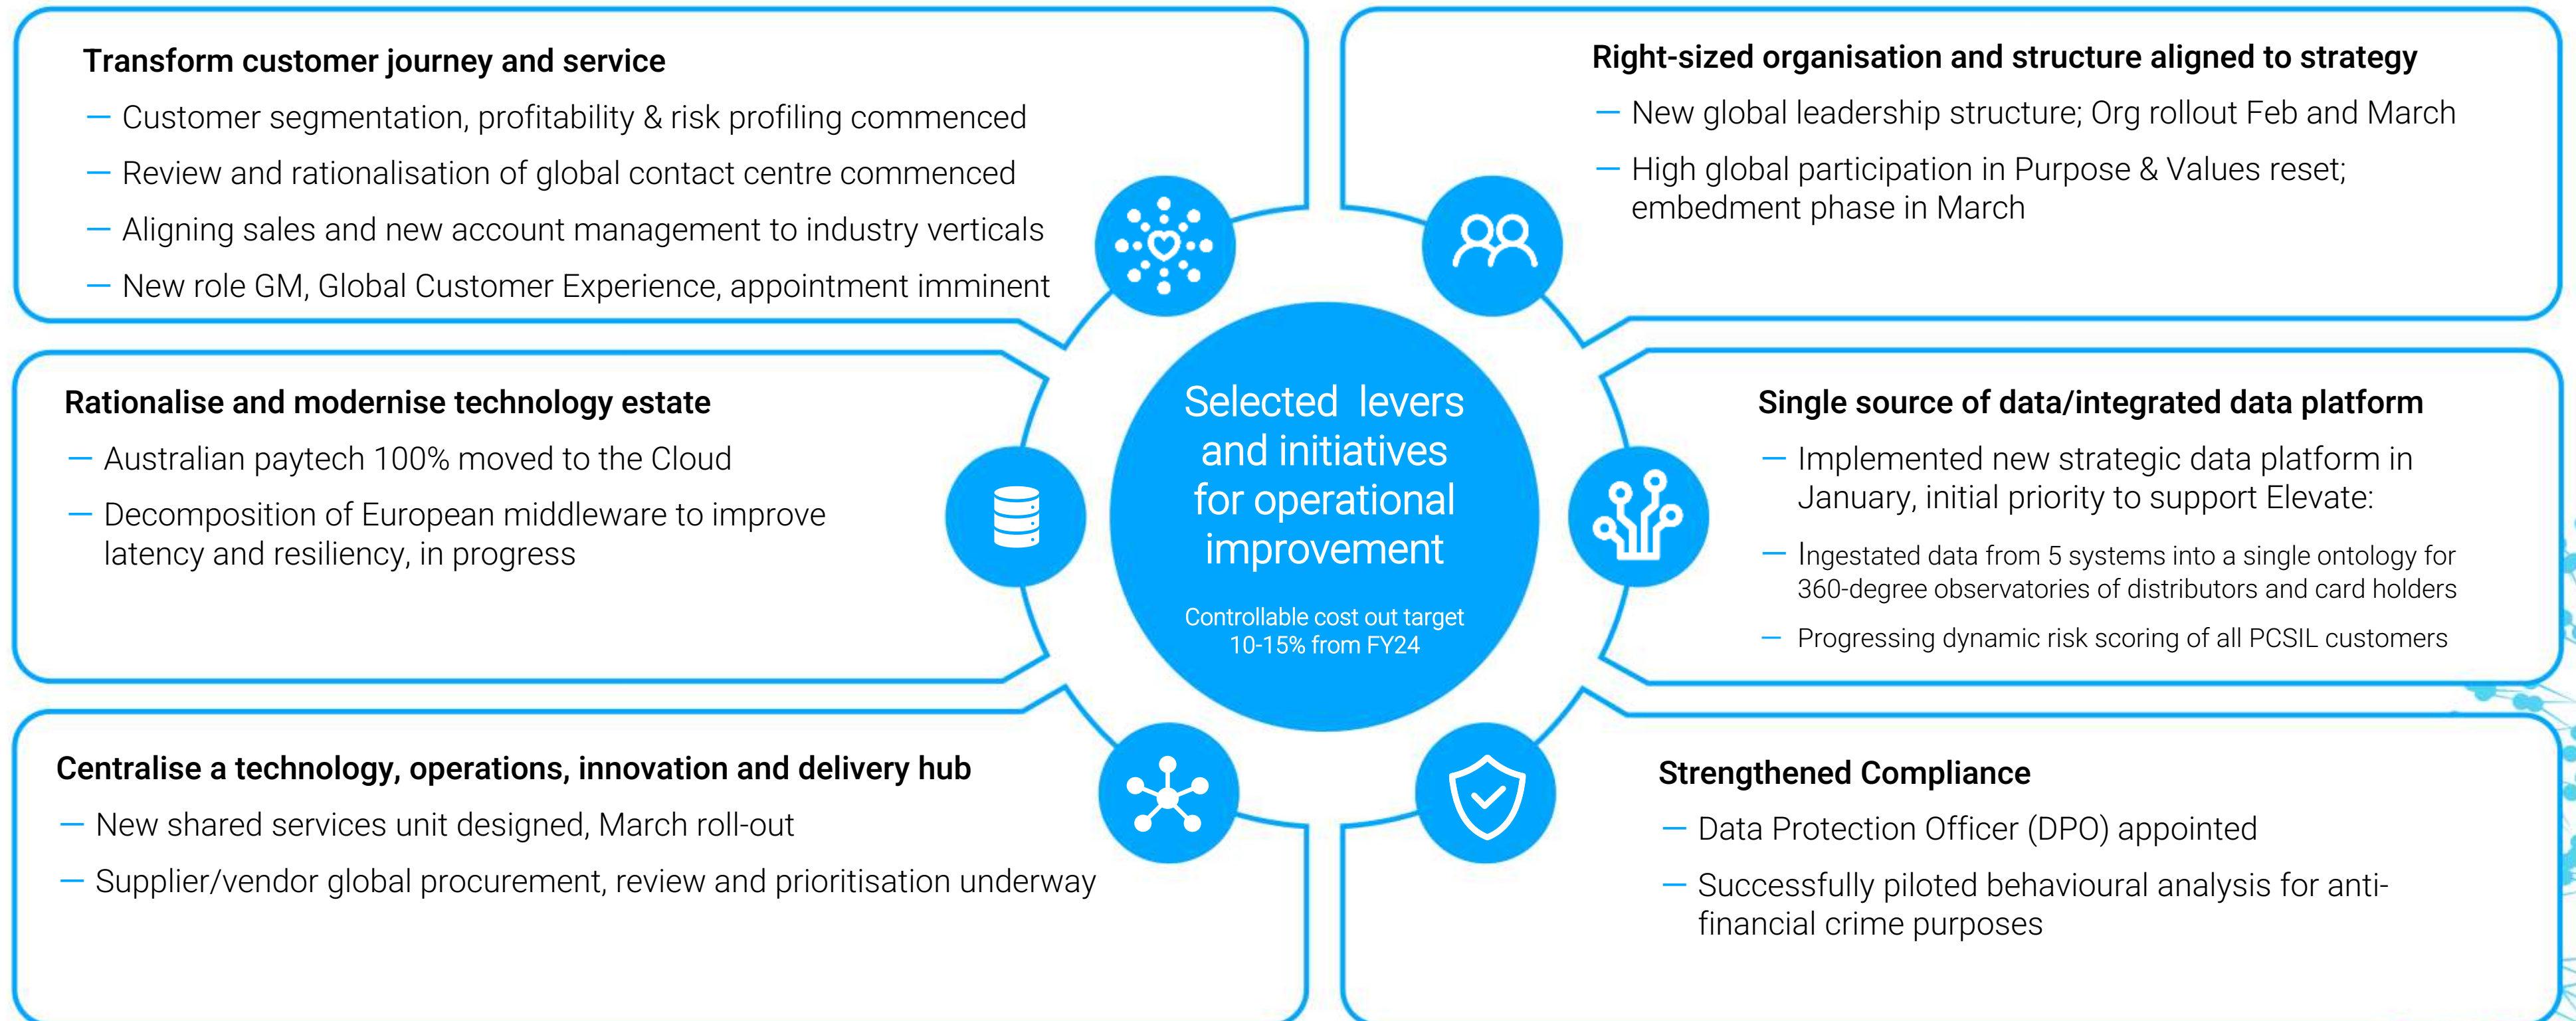 Transform customer journey and service
— Customer segmentation, profitability & risk profiling commenced
— Review and rationalisation of global contact centre commenced
— Aligning sales and new account management to industry verticals
— New role GM, Global Customer Experience, appointment imminent
Right-sized organisation and structure aligned to strategy
— New global leadership structure; Org rollout Feb and March
— High global participation in Purpose & Values reset;
embedment phase in March
Rationalise and modernise technology estate
— Australian paytech 100% moved to the Cloud
— Decomposition of European middleware to improve
latency and resiliency, in progress
Selected levers
and initiatives
for operational
improvement
Controllable cost out target
10-15% from FY24
Single source of data/integrated data platform
— Implemented new strategic data platform in
January, initial priority to support Elevate:
— Ingestated data from 5 systems into a single ontology for
360-degree observatories of distributors and card holders
— Progressing dynamic risk scoring of all PCSIL customers
Centralise a technology, operations, innovation and delivery hub
— New shared services unit designed, March roll-out
— Supplier/vendor global procurement, review and prioritisation underway
Strengthened Compliance
— Data Protection Officer (DPO) appointed
— Successfully piloted behavioural analysis for anti-
financial crime purposes